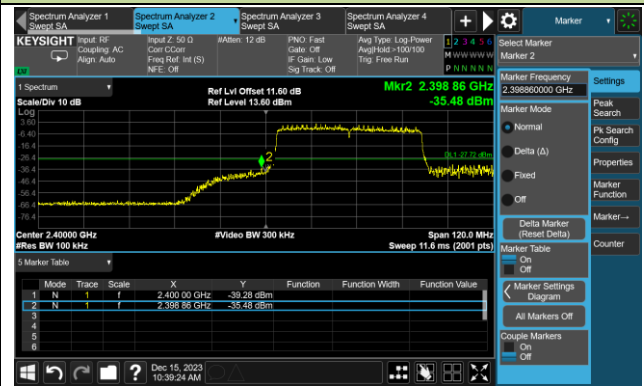 Spectrum Analyzer 1
Swept SA
Spectrum Analyzer 2
Swept SA
Spectrum Analyzer 3
Swept SA
Spectrum Analyzer 4
Swept SA
+
Marker
KEYSIGHT
Input: RF
Coupling: AC
Align: Auto
Input Z: 50 Ω
Corr CCorr
Freq Ref: Int (S)
NFE: Off
#Atten: 12 dB
PNO: Fast
Gate: Off
IF Gain: Low
Sig Track: Off
Avg Type: Log-Power
Avg|Hold >100/100
Trig: Free Run
1 2 3 4 5 6
M W W W W W
P N N N N N
Select Marker
Marker 2
1 Spectrum
Scale/Div 10 dB
Log
Ref Lvl Offset 11.60 dB
Ref Level 13.60 dBm
Mkr2 2.398 86 GHz
-35.48 dBm
3.60
-6.40
-16.4
-26.4
-36.4
-46.4
-56.4
-66.4
-76.4
2
DL1 -27.72 dBm
Center 2.40000 GHz
#Res BW 100 kHz
#Video BW 300 kHz
Span 120.0 MHz
Sweep 11.6 ms (2001 pts)
5 Marker Table
Mode Trace Scale X Y Function Function Width Function Value
1 N 1 f 2.400 00 GHz -39.28 dBm
2 N 1 f 2.398 86 GHz -35.48 dBm
3
4
5
6
Marker Frequency
2.398860000 GHz
Marker Mode
Normal
Delta (Δ)
Fixed
Off
Delta Marker
(Reset Delta)
Marker Table
On
Off
Marker Settings
Diagram
All Markers Off
Couple Markers
On
Off
Settings
Peak
Search
Pk Search
Config
Properties
Marker
Function
Marker→
Counter
?
Dec 15, 2023
10:39:24 AM